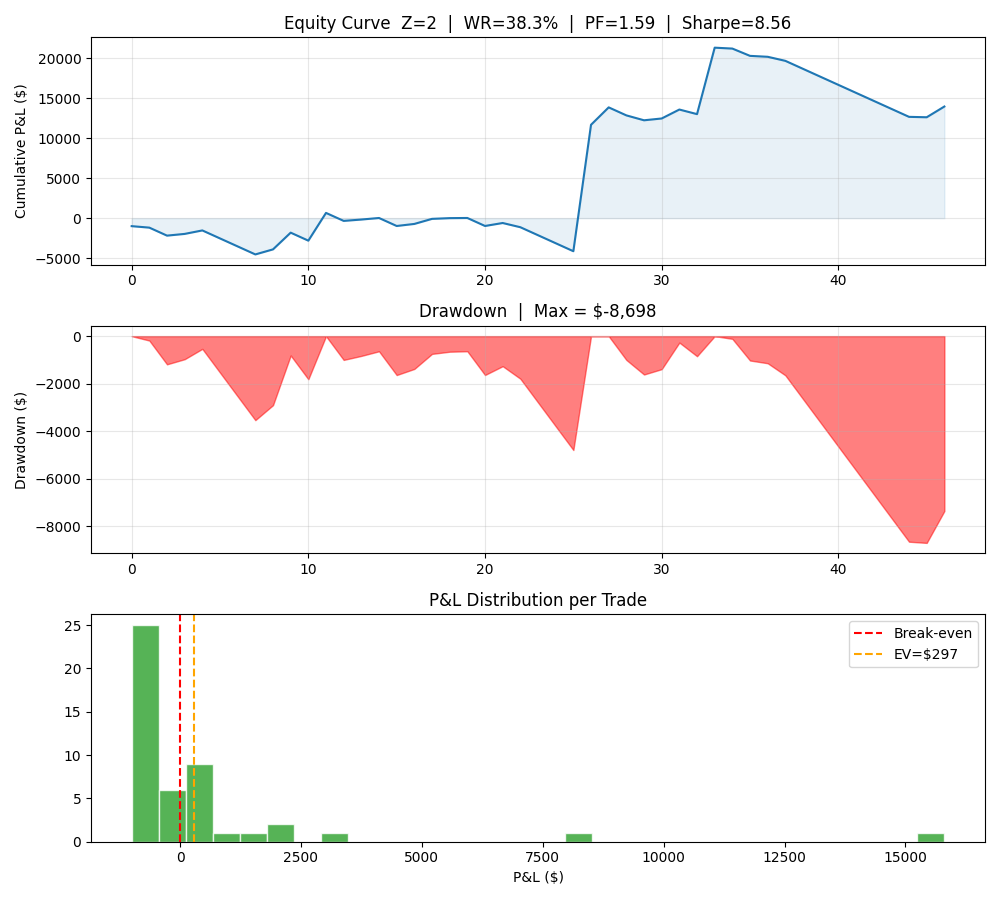 Equity Curve  Z=2  |  WR=38.3%  |  PF=1.59  |  Sharpe=8.56
Cumulative P&L ($)
20000
15000
10000
5000
0
−5000
0 10 20 30 40
Drawdown  |  Max = $-8,698
Drawdown ($)
0
−2000
−4000
−6000
−8000
0 10 20 30 40
P&L Distribution per Trade
25
20
15
10
5
0
Break-even
EV=$297
0 2500 5000 7500 10000 12500 15000
P&L ($)